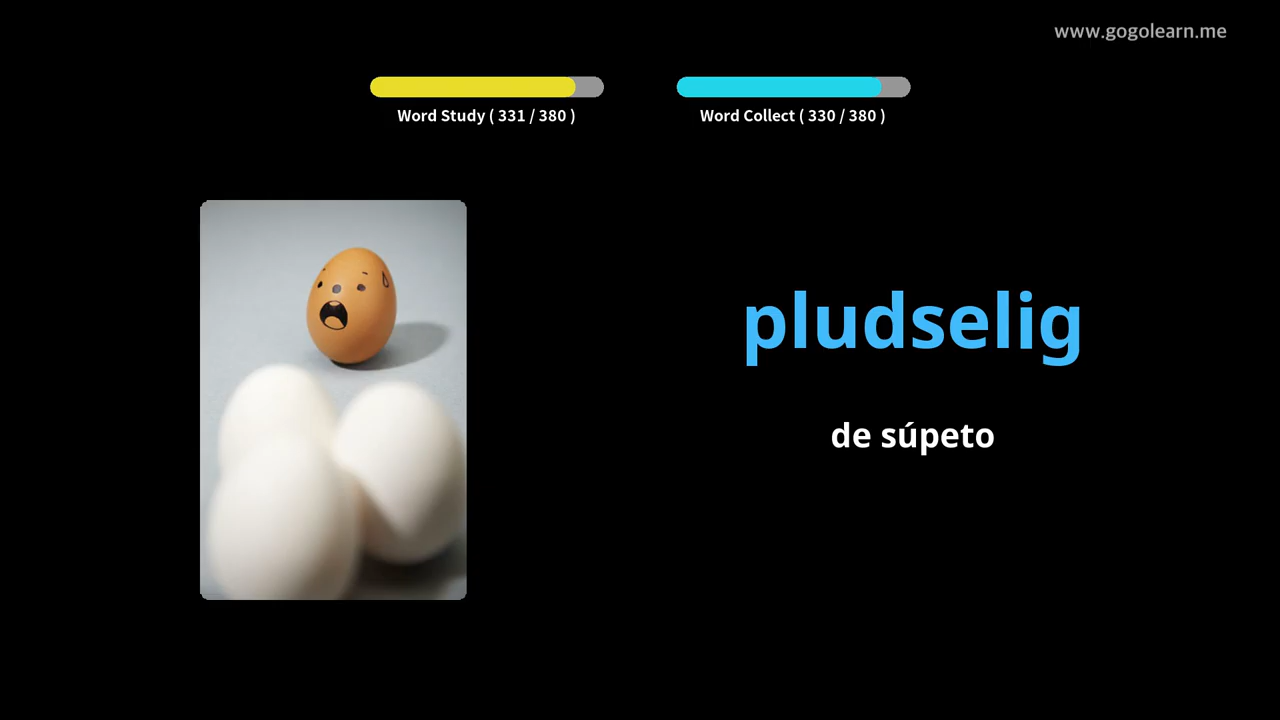 www.gogolearn.me
Word Study ( 331 / 380 )
Word Collect ( 330 / 380 )
pludselig
de súpeto